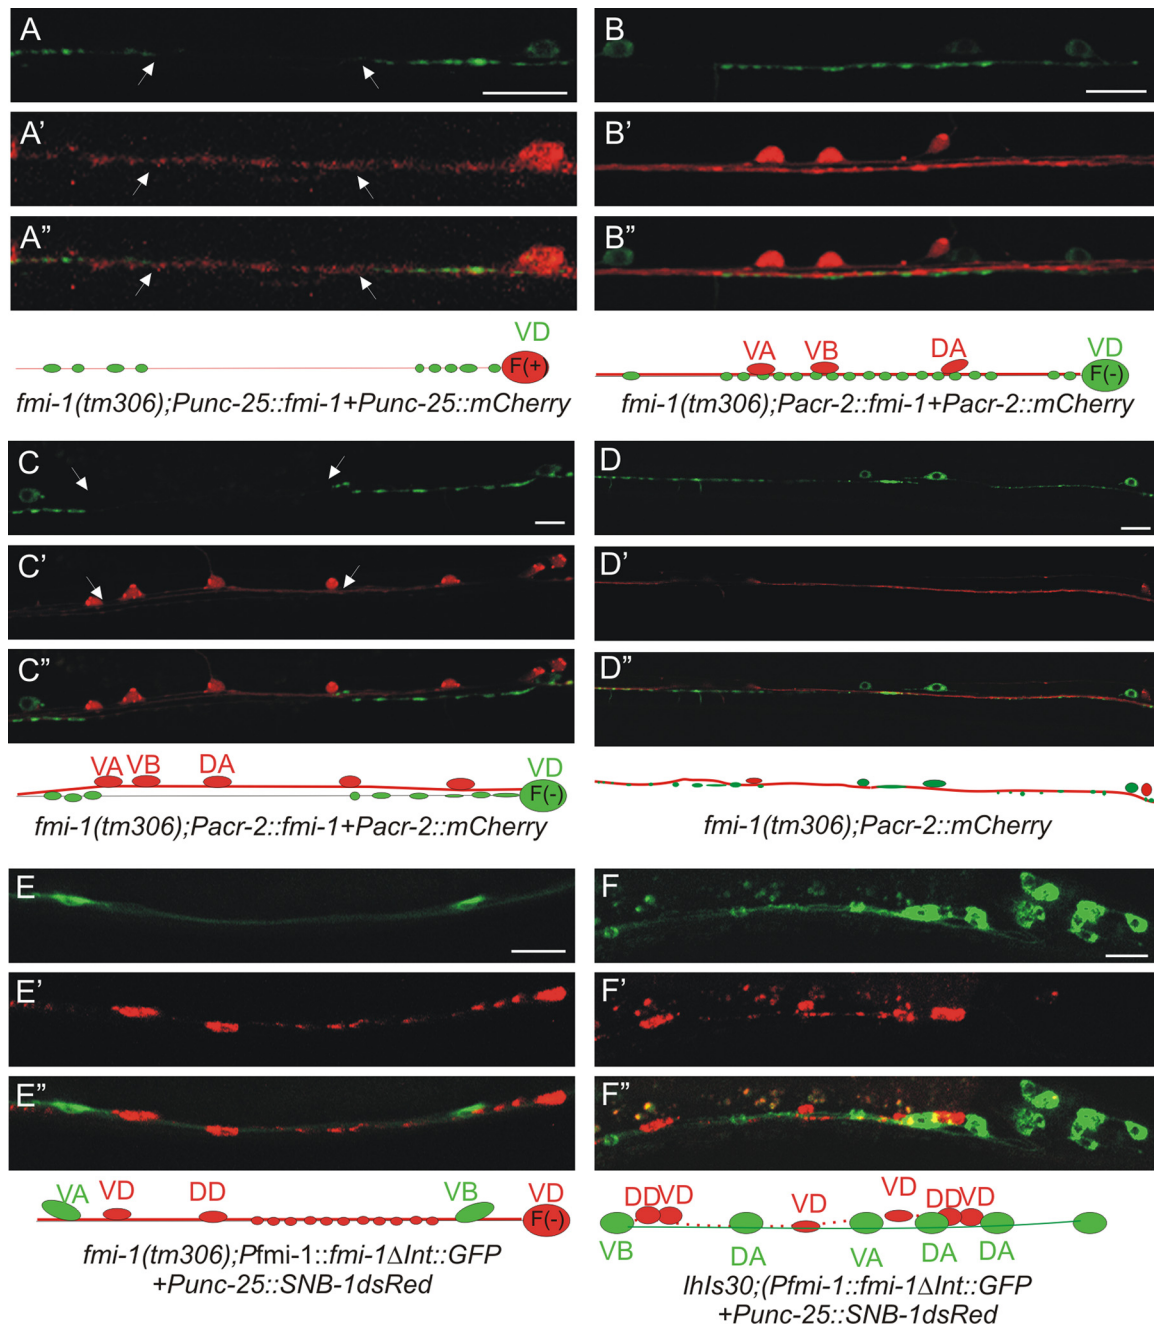 A
B
A'
B'
A"
B"
VD
F(+)
fmi-1(tm306);Punc-25::fmi-1+Punc-25::mCherry
VA VB DA VD
F(-)
fmi-1(tm306);Pacr-2::fmi-1+Pacr-2::mCherry
C
D
C'
D'
C"
D"
VA VB DA VD
F(-)
fmi-1(tm306);Pacr-2::fmi-1+Pacr-2::mCherry
fmi-1(tm306);Pacr-2::mCherry
E
F
E'
F'
E"
F"
VA VD DD VB VD
F(-)
fmi-1(tm306);Pfmi-1::fmi-1ΔInt::GFP
+Punc-25::SNB-1dsRed
DD VD VD VD DD VD
VB DA VA DA DA
lhIs30;(Pfmi-1::fmi-1ΔInt::GFP
+Punc-25::SNB-1dsRed